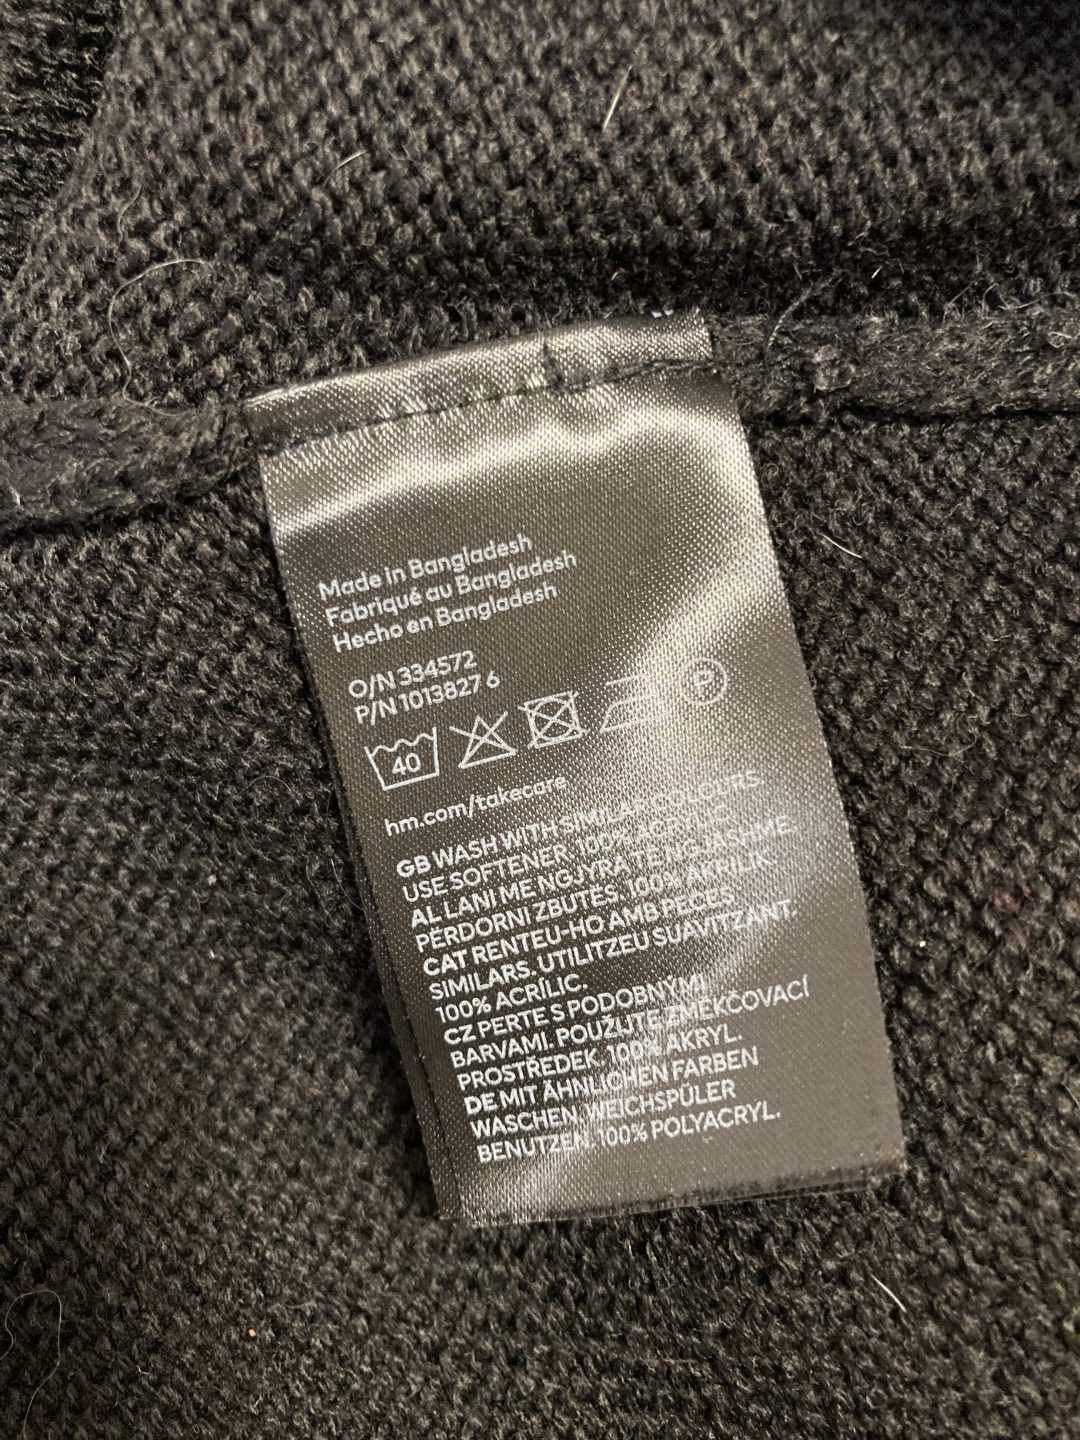 Made in Bangladesh
Fabriqué au Bangladesh
Hecho en Bangladesh
O/N 334572
P/N 1013827 6
40
P
hm.com/takecare
GB WASH WITH SIMILAR COLOURS.
USE SOFTENER. 100% ACRYLIC.
AL LANI ME NGJYRA TË NGJASHME.
PËRDORNI ZBUTËS. 100% AKRILIK.
CAT RENTEU-HO AMB PECES
SIMILARS. UTILITZEU SUAVITZANT.
100% ACRÍLIC.
CZ PERTE S PODOBNÝMI
BARVAMI. POUŽIJTE ZMĚKČOVACÍ
PROSTŘEDEK. 100% AKRYL.
DE MIT ÄHNLICHEN FARBEN
WASCHEN. WEICHSPÜLER
BENUTZEN. 100% POLYACRYL.